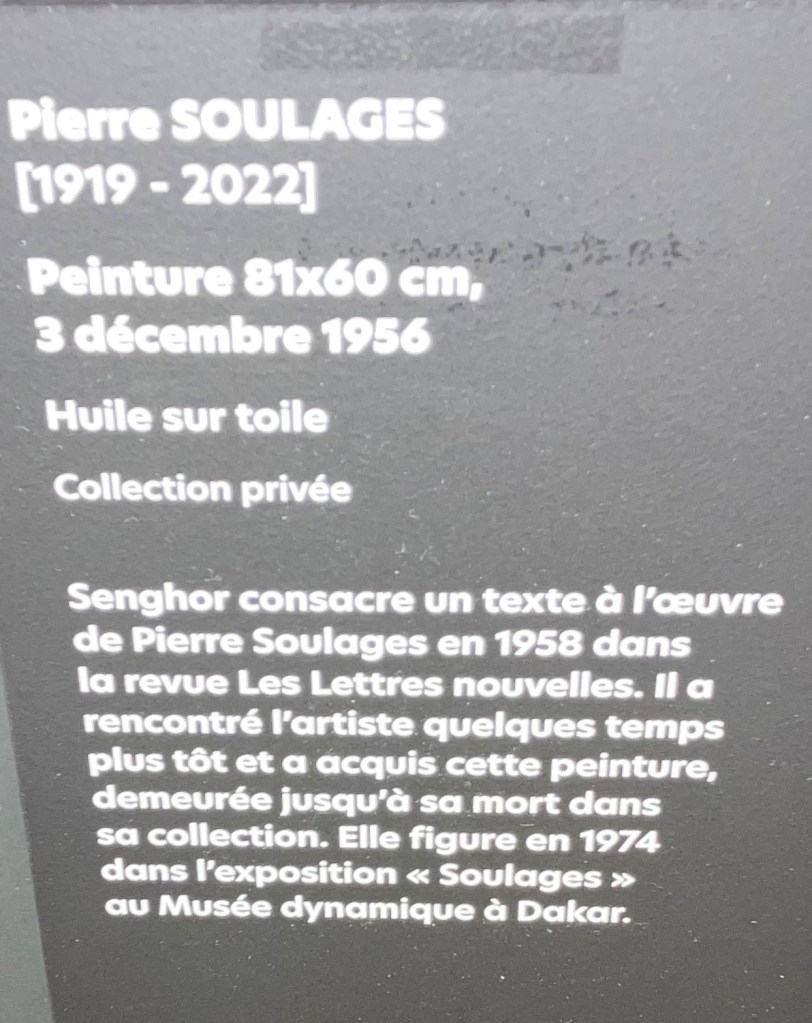 Pierre SOULAGES
[1919 - 2022]
Peinture 81x60 cm,
3 décembre 1956
Huile sur toile
Collection privée
Senghor consacre un texte à l'œuvre
de Pierre Soulages en 1958 dans
la revue Les Lettres nouvelles. Il a
rencontré l'artiste quelques temps
plus tôt et a acquis cette peinture,
demeurée jusqu'à sa mort dans
sa collection. Elle figure en 1974
dans l'exposition « Soulages »
au Musée dynamique à Dakar.